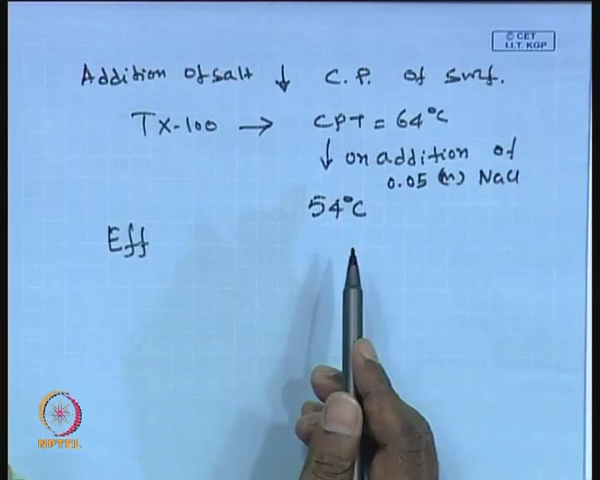 © CET
I.I.T. KGP
Addition of salt ↓ C.P. of surf.
TX-100 → CPT = 64°C
↓ on addition of
0.05 (M) NaCl
54°C
Eff
NPTEL